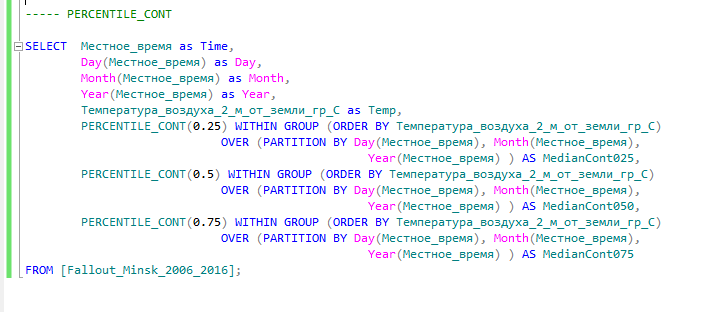 ----- PERCENTILE_CONT
SELECT Местное_время as Time,
Day(Местное_время) as Day,
Month(Местное_время) as Month,
Year(Местное_время) as Year,
Температура_воздуха_2_м_от_земли_гр_С as Temp,
PERCENTILE_CONT(0.25) WITHIN GROUP (ORDER BY Температура_воздуха_2_м_от_земли_гр_С)
OVER (PARTITION BY Day(Местное_время), Month(Местное_время),
Year(Местное_время) ) AS MedianCont025,
PERCENTILE_CONT(0.5) WITHIN GROUP (ORDER BY Температура_воздуха_2_м_от_земли_гр_С)
OVER (PARTITION BY Day(Местное_время), Month(Местное_время),
Year(Местное_время) ) AS MedianCont050,
PERCENTILE_CONT(0.75) WITHIN GROUP (ORDER BY Температура_воздуха_2_м_от_земли_гр_С)
OVER (PARTITION BY Day(Местное_время), Month(Местное_время),
Year(Местное_время) ) AS MedianCont075
FROM [Fallout_Minsk_2006_2016];